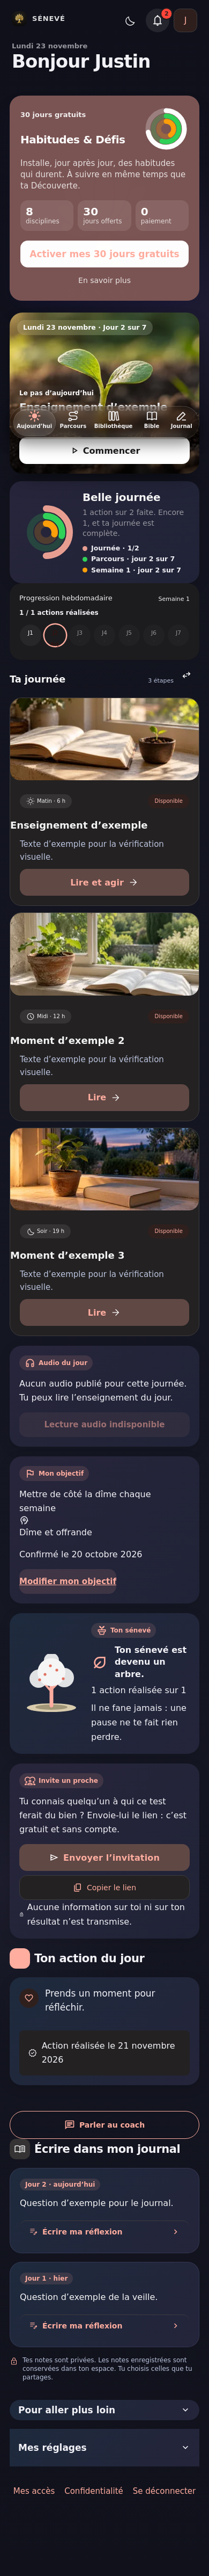 SÉNEVÉ
2
J
Lundi 23 novembre
Bonjour Justin
30 jours gratuits
Habitudes & Défis
Installe, jour après jour, des habitudes
qui durent. À suivre en même temps que
ta Découverte.
8
disciplines
30
jours offerts
0
paiement
Activer mes 30 jours gratuits
En savoir plus
Lundi 23 novembre · Jour 2 sur 7
Le pas d’aujourd’hui
Enseignement d’exemple
Aujourd’hui
Parcours
Bibliothèque
Bible
Journal
Commencer
Belle journée
1 action sur 2 faite. Encore
1, et ta journée est
complète.
Journée · 1/2
Parcours · jour 2 sur 7
Semaine 1 · jour 2 sur 7
Progression hebdomadaire
Semaine 1
1 / 1 actions réalisées
J1
J3
J4
J5
J6
J7
Ta journée
3 étapes
Matin · 6 h
Disponible
Enseignement d’exemple
Texte d’exemple pour la vérification
visuelle.
Lire et agir
Midi · 12 h
Disponible
Moment d’exemple 2
Texte d’exemple pour la vérification
visuelle.
Lire
Soir · 19 h
Disponible
Moment d’exemple 3
Texte d’exemple pour la vérification
visuelle.
Lire
Audio du jour
Aucun audio publié pour cette journée.
Tu peux lire l’enseignement du jour.
Lecture audio indisponible
Mon objectif
Mettre de côté la dîme chaque
semaine
Dîme et offrande
Confirmé le 20 octobre 2026
Modifier mon objectif
Ton sénevé
Ton sénevé est
devenu un
arbre.
1 action réalisée sur 1
Il ne fane jamais : une
pause ne te fait rien
perdre.
Invite un proche
Tu connais quelqu’un à qui ce test
ferait du bien ? Envoie-lui le lien : c’est
gratuit et sans compte.
Envoyer l’invitation
Copier le lien
Aucune information sur toi ni sur ton
résultat n’est transmise.
Ton action du jour
Prends un moment pour
réfléchir.
Action réalisée le 21 novembre
2026
Parler au coach
Écrire dans mon journal
Jour 2 · aujourd’hui
Question d’exemple pour le journal.
Écrire ma réflexion
Jour 1 · hier
Question d’exemple de la veille.
Écrire ma réflexion
Tes notes sont privées. Les notes enregistrées sont
conservées dans ton espace. Tu choisis celles que tu
partages.
Pour aller plus loin
Mes réglages
Mes accès
Confidentialité
Se déconnecter